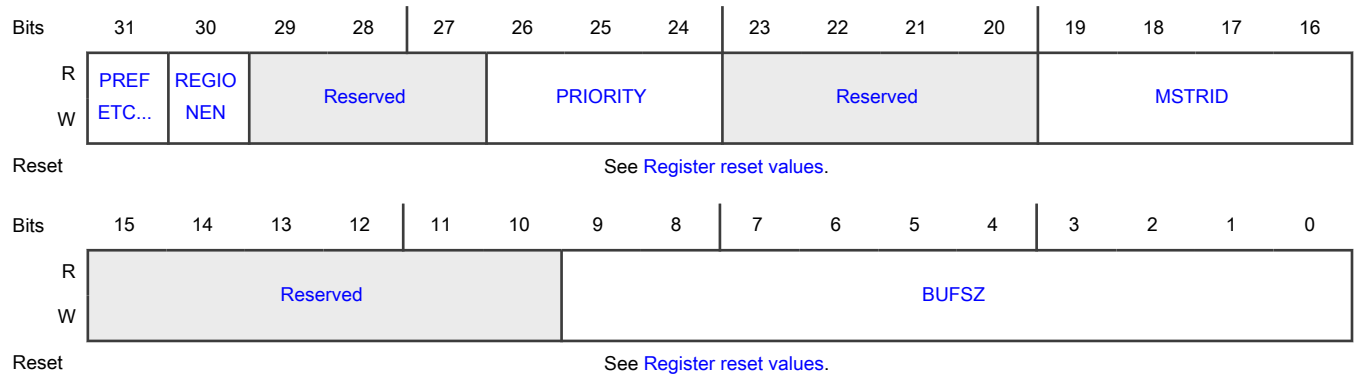 Bits 31 30 29 28 27 26 25 24 23 22 21 20 19 18 17 16
R
W
PREF
ETC...
REGIO
NEN
Reserved
PRIORITY
Reserved
MSTRID
Reset See Register reset values.
Bits 15 14 13 12 11 10 9 8 7 6 5 4 3 2 1 0
R
W
Reserved
BUFSZ
Reset See Register reset values.